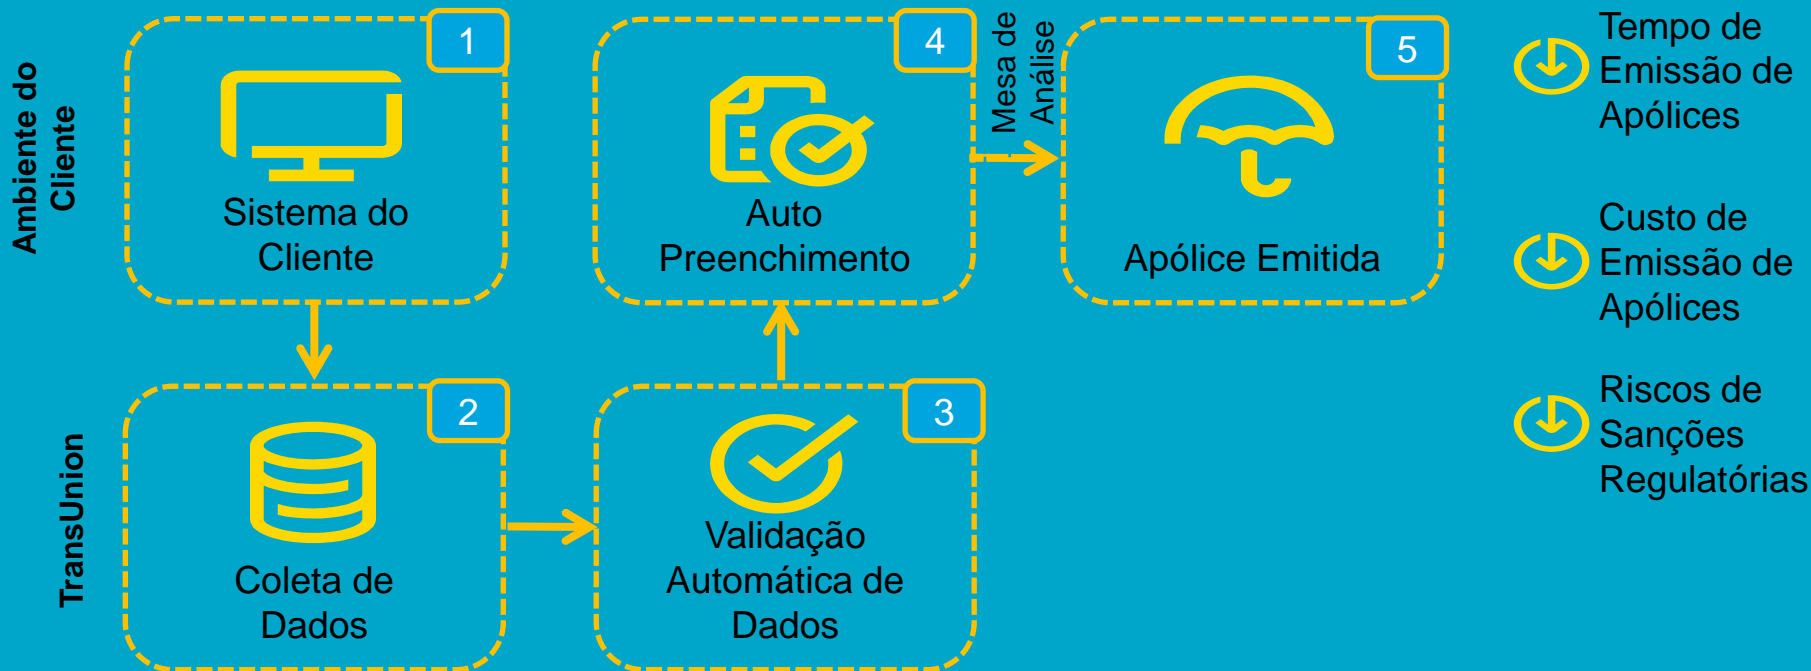 Ambiente do
Cliente
1
Sistema do
Cliente
4
Auto
Preenchimento
Mesa de
Análise
5
Apólice Emitida
TransUnion
2
Coleta de
Dados
3
Validação
Automática de
Dados
Tempo de
Emissão de
Apólices
Custo de
Emissão de
Apólices
Riscos de
Sanções
Regulatórias